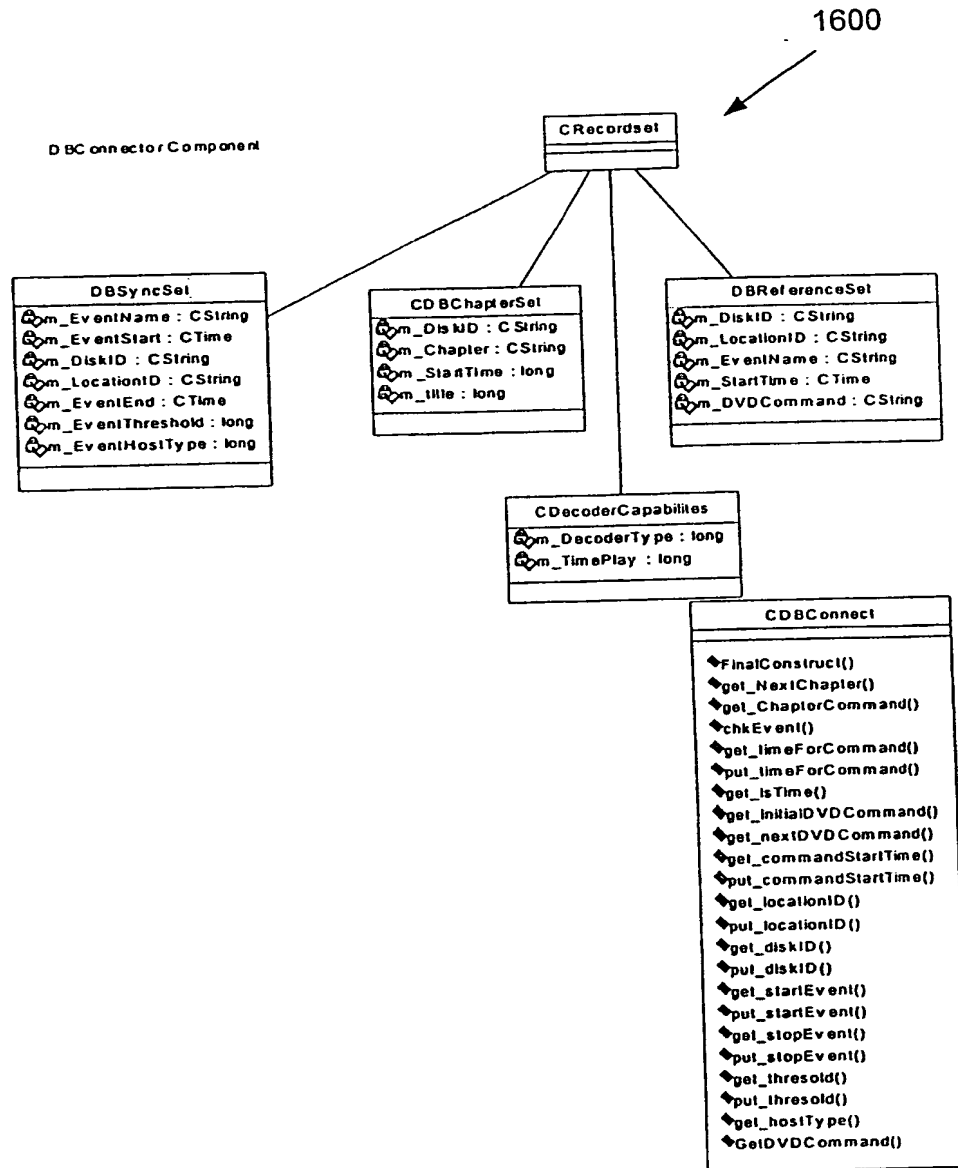 1600
DBConnectorComponent
CRecordset
DBSyncSet
m_EventName : CString
m_EventStart : CTime
m_DiskID : CString
m_LocationID : CString
m_EventEnd : CTime
m_EventThreshold : long
m_EventHostType : long
CDBChapterSet
m_DiskID : CString
m_Chapter : CString
m_StartTime : long
m_title : long
DBReferenceSet
m_DiskID : CString
m_LocationID : CString
m_EventName : CString
m_StartTime : CTime
m_DVDCommand : CString
CDecoderCapabilites
m_DecoderType : long
m_TimePlay : long
CDBConnect
FinalConstruct()
get_NextChapter()
get_ChapterCommand()
chkEvent()
get_timeForCommand()
put_timeForCommand()
get_isTime()
get_initialDVDCommand()
get_nextDVDCommand()
get_commandStartTime()
put_commandStartTime()
get_locationID()
put_locationID()
get_diskID()
put_diskID()
get_startEvent()
put_startEvent()
get_stopEvent()
put_stopEvent()
get_thresold()
put_thresold()
get_hostType()
GetDVDCommand()